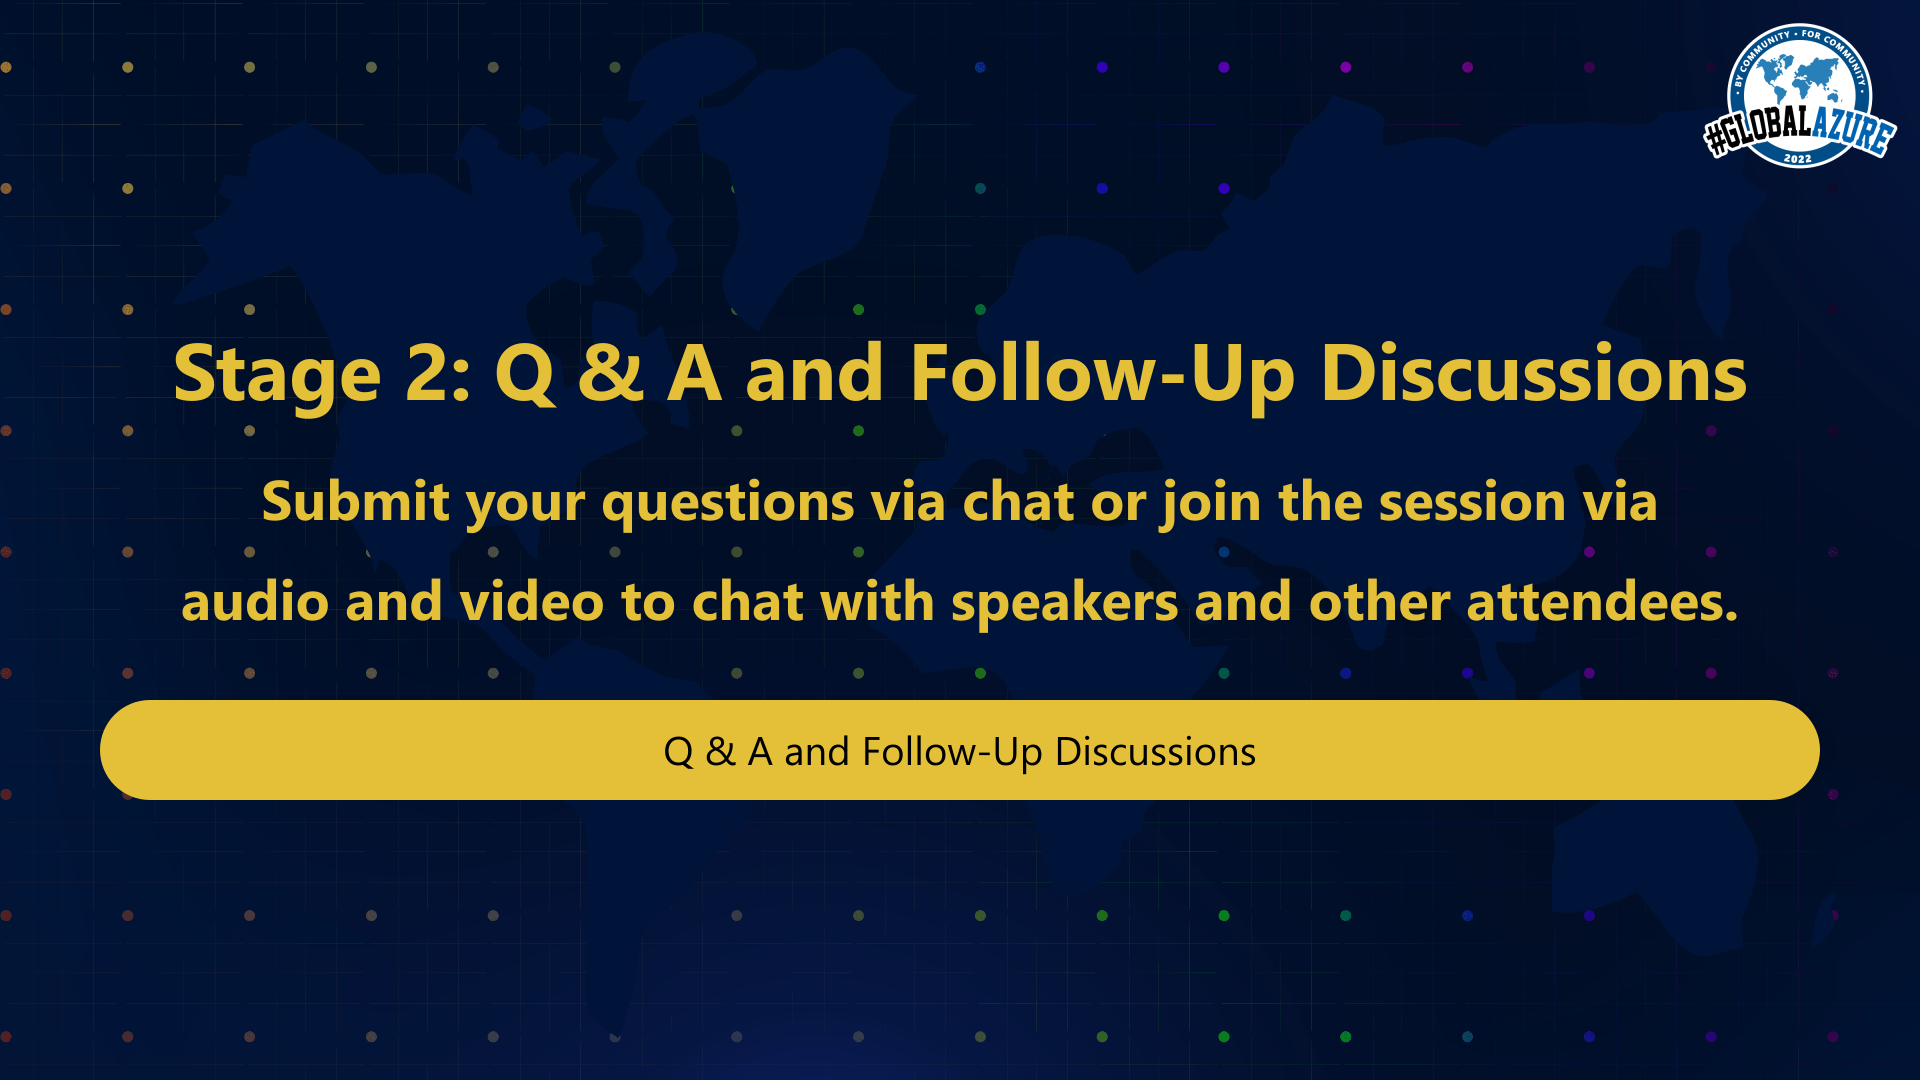 • BY COMMUNITY • FOR COMMUNITY •
#GLOBALAZURE
2022
Stage 2: Q & A and Follow-Up Discussions
Submit your questions via chat or join the session via
audio and video to chat with speakers and other attendees.
Q & A and Follow-Up Discussions